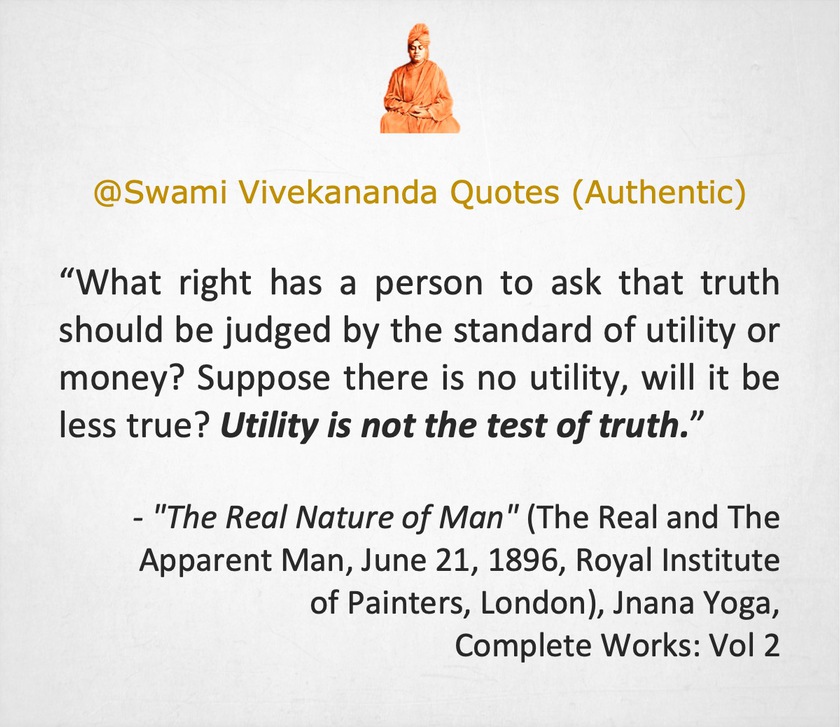 @Swami Vivekananda Quotes (Authentic)
“What right has a person to ask that truth
should be judged by the standard of utility or
money? Suppose there is no utility, will it be
less true? Utility is not the test of truth.”
- "The Real Nature of Man" (The Real and The
Apparent Man, June 21, 1896, Royal Institute
of Painters, London), Jnana Yoga,
Complete Works: Vol 2